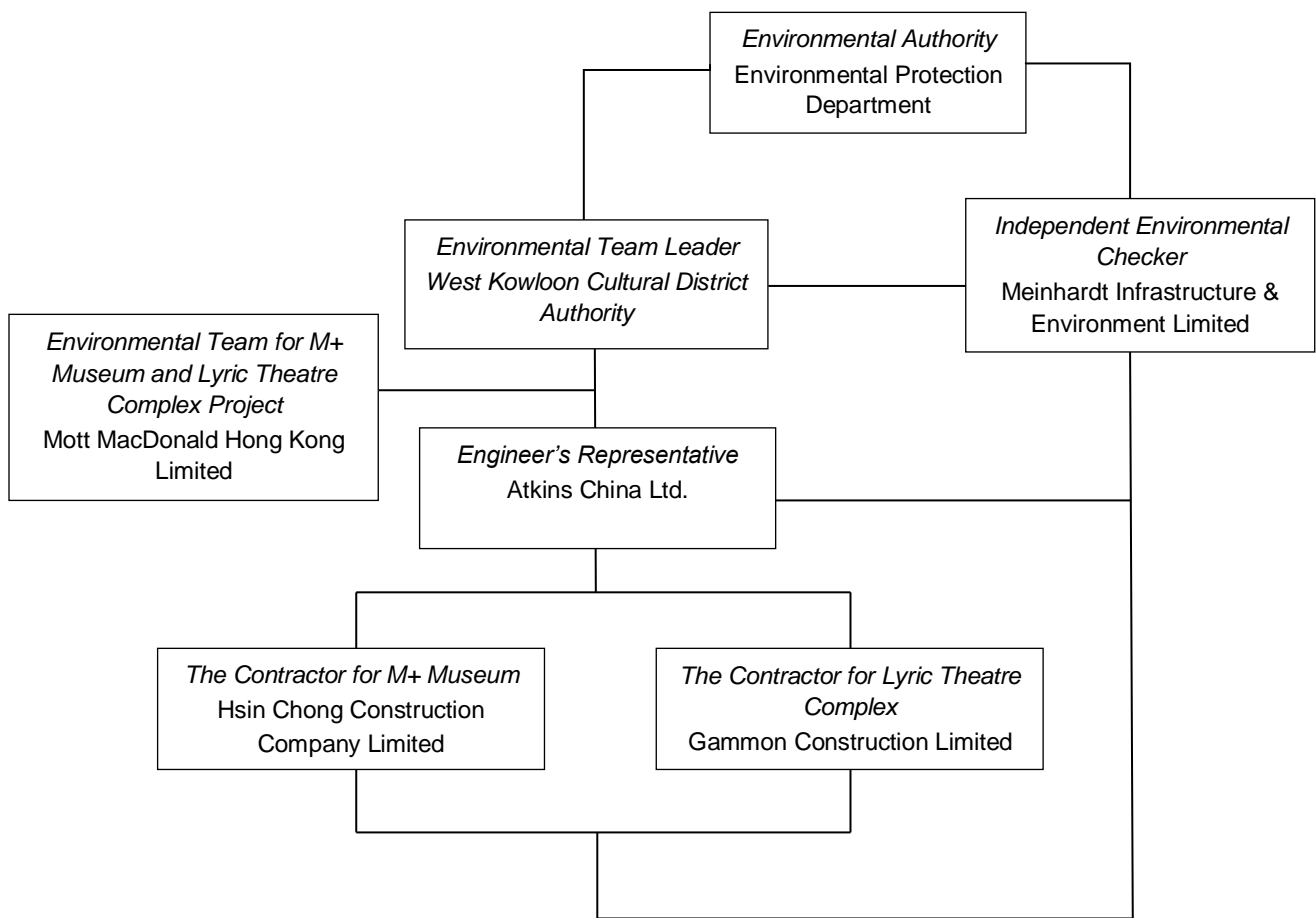 Environmental Authority
Environmental Protection
Department
Environmental Team Leader
West Kowloon Cultural District
Authority
Independent Environmental
Checker
Meinhardt Infrastructure &
Environment Limited
Environmental Team for M+
Museum and Lyric Theatre
Complex Project
Mott MacDonald Hong Kong
Limited
Engineer’s Representative
Atkins China Ltd.
The Contractor for M+ Museum
Hsin Chong Construction
Company Limited
The Contractor for Lyric Theatre
Complex
Gammon Construction Limited